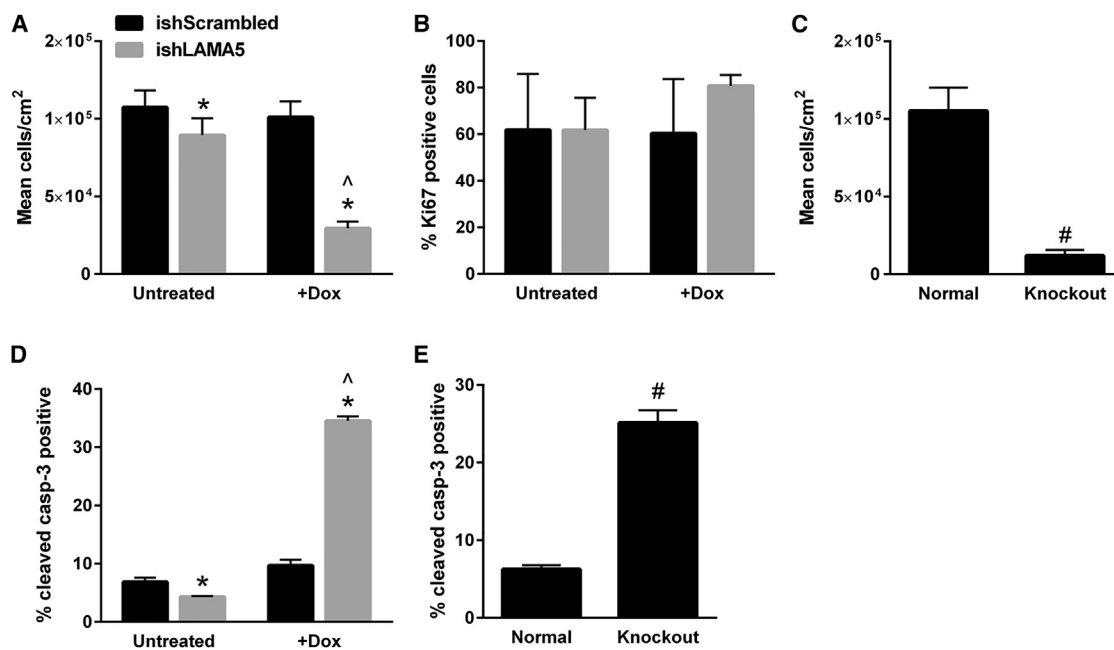 A
ishScrambled
ishLAMA5
Mean cells/cm²
2×10⁵
1×10⁵
5×10⁴
0
*
^
*
Untreated
+Dox
B
% Ki67 positive cells
100
80
60
40
20
0
Untreated
+Dox
C
Mean cells/cm²
2×10⁵
1×10⁵
5×10⁴
0
#
Normal
Knockout
D
% cleaved casp-3 positive
40
30
20
10
0
*
^
*
Untreated
+Dox
E
% cleaved casp-3 positive
30
20
10
0
#
Normal
Knockout